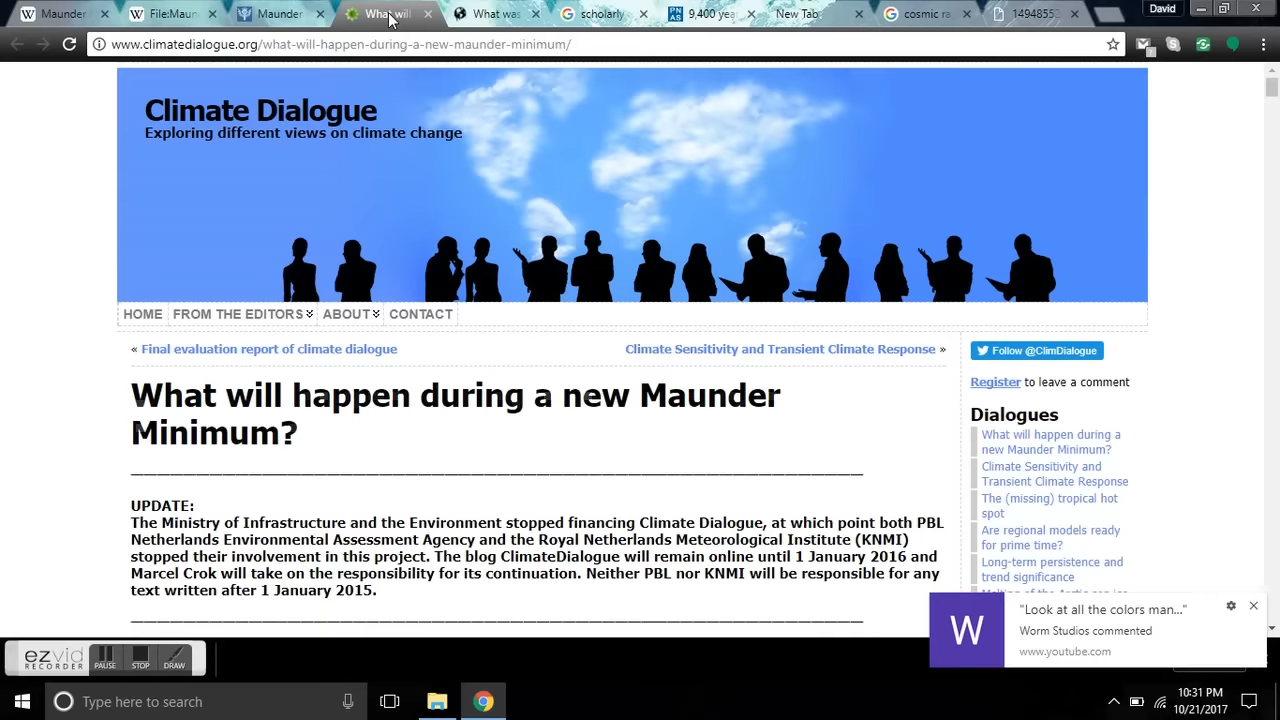 Maunder
File:Maun
Maunder
What will
What was
scholarly
PN
AS
9,400 yea
New Tab
cosmic ra
1494855
David
www.climatedialogue.org/what-will-happen-during-a-new-maunder-minimum/
Climate Dialogue
Exploring different views on climate change
HOME
FROM THE EDITORS
ABOUT
CONTACT
« Final evaluation report of climate dialogue
Climate Sensitivity and Transient Climate Response »
What will happen during a new Maunder
Minimum?
UPDATE:
The Ministry of Infrastructure and the Environment stopped financing Climate Dialogue, at which point both PBL
Netherlands Environmental Assessment Agency and the Royal Netherlands Meteorological Institute (KNMI)
stopped their involvement in this project. The blog ClimateDialogue will remain online until 1 January 2016 and
Marcel Crok will take on the responsibility for its continuation. Neither PBL nor KNMI will be responsible for any
text written after 1 January 2015.
Follow @ClimDialogue
Register to leave a comment
Dialogues
What will happen during a
new Maunder Minimum?
Climate Sensitivity and
Transient Climate Response
The (missing) tropical hot
spot
Are regional models ready
for prime time?
Long-term persistence and
trend significance
W
"Look at all the colors man..."
Worm Studios commented
www.youtube.com
ezvid
RECORDER
PAUSE
STOP
DRAW
Type here to search
10:31 PM
10/21/2017